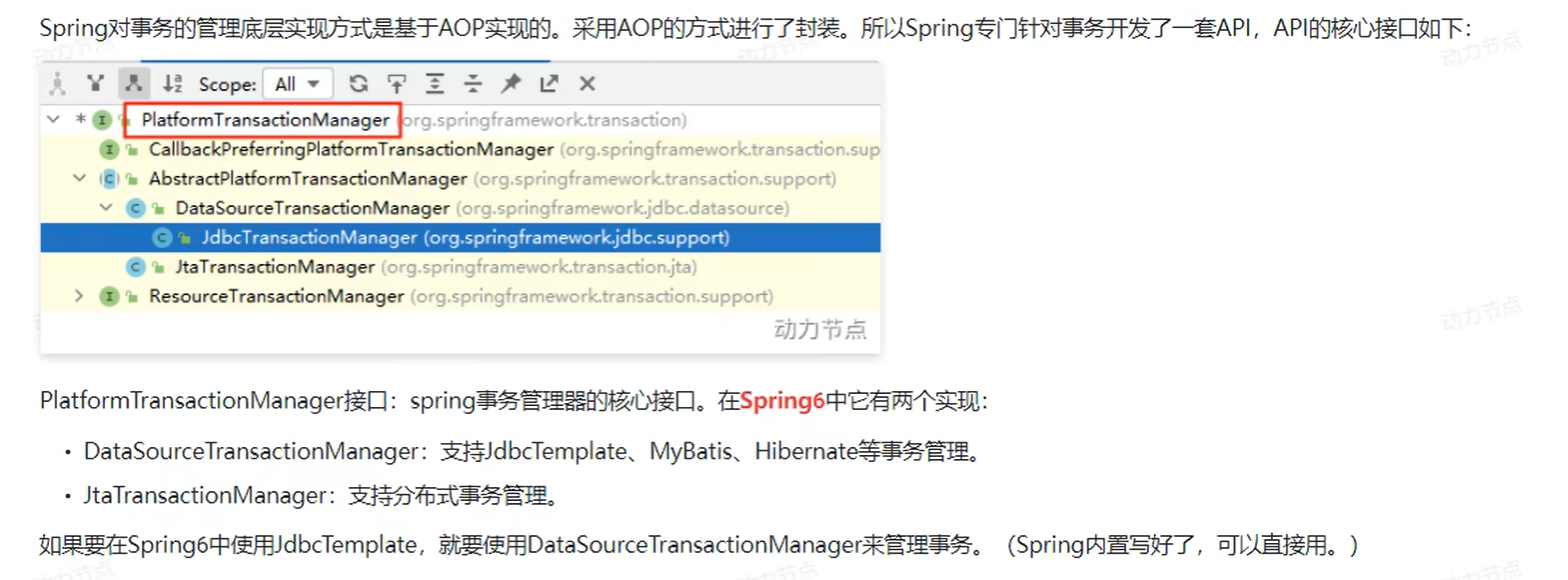 Spring对事务的管理底层实现方式是基于AOP实现的。采用AOP的方式进行了封装。所以Spring专门针对事务开发了一套API，API的核心接口如下：
Scope: All
PlatformTransactionManager (org.springframework.transaction)
CallbackPreferringPlatformTransactionManager (org.springframework.transaction.sup
AbstractPlatformTransactionManager (org.springframework.transaction.support)
DataSourceTransactionManager (org.springframework.jdbc.datasource)
JdbcTransactionManager (org.springframework.jdbc.support)
JtaTransactionManager (org.springframework.transaction.jta)
ResourceTransactionManager (org.springframework.transaction.support)
动力节点
PlatformTransactionManager接口：spring事务管理器的核心接口。在Spring6中它有两个实现：
• DataSourceTransactionManager：支持JdbcTemplate、MyBatis、Hibernate等事务管理。
• JtaTransactionManager：支持分布式事务管理。
如果要在Spring6中使用JdbcTemplate，就要使用DataSourceTransactionManager来管理事务。（Spring内置写好了，可以直接用。）
动力节点
动力节点
动力节点